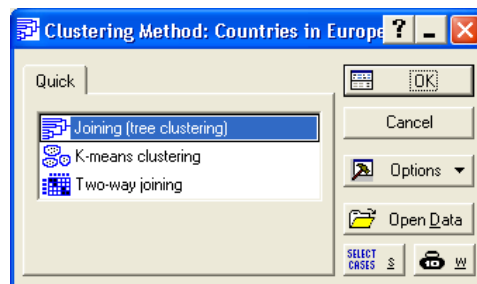 Clustering Method: Countries in Europe
Quick
Joining (tree clustering)
K-means clustering
Two-way joining
OK
Cancel
Options
Open Data
SELECT
CASES
S
W